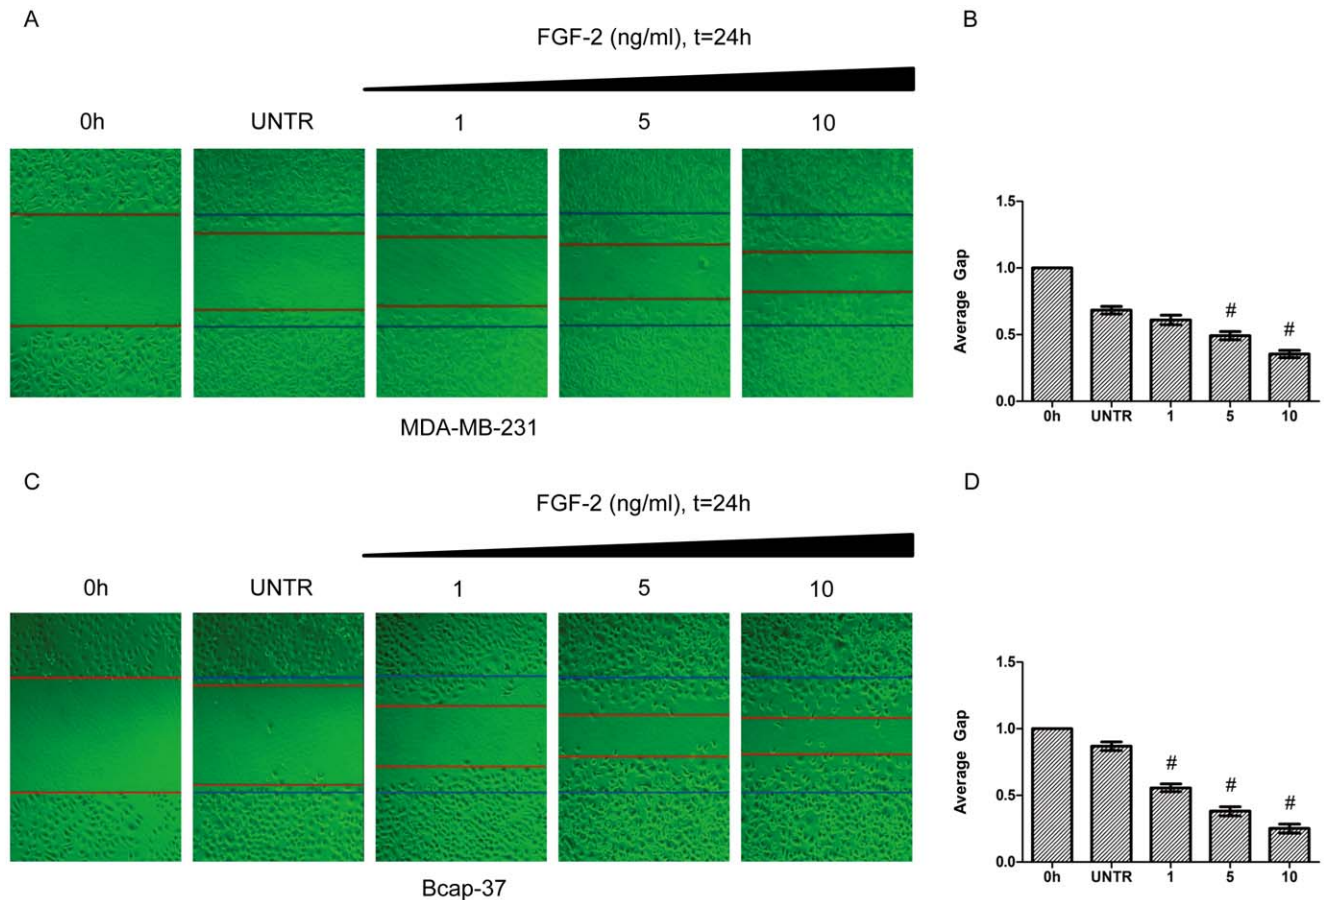 A
FGF-2 (ng/ml), t=24h
0h UNTR 1 5 10
MDA-MB-231
B
1.5
1.0
0.5
0.0
Average Gap
# #
0h UNTR 1 5 10
C
FGF-2 (ng/ml), t=24h
0h UNTR 1 5 10
Bcap-37
D
1.5
1.0
0.5
0.0
Average Gap
# # #
0h UNTR 1 5 10